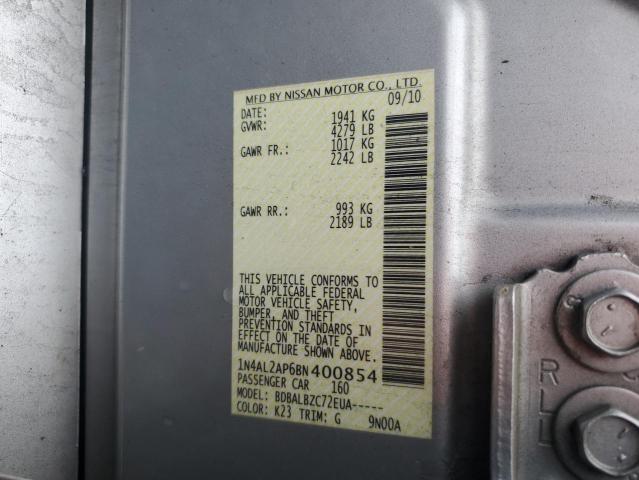 MFD BY NISSAN MOTOR CO., LTD.
DATE: 09/10
GVWR: 1941 KG
4279 LB
GAWR FR.: 1017 KG
2242 LB
GAWR RR.: 993 KG
2189 LB
THIS VEHICLE CONFORMS TO
ALL APPLICABLE FEDERAL
MOTOR VEHICLE SAFETY,
BUMPER, AND THEFT
PREVENTION STANDARDS IN
EFFECT ON THE DATE OF
MANUFACTURE SHOWN ABOVE.
1N4AL2AP6BN400854
PASSENGER CAR 160
MODEL: BDBALBZC72EUA-----
COLOR: K23 TRIM: G 9N00A